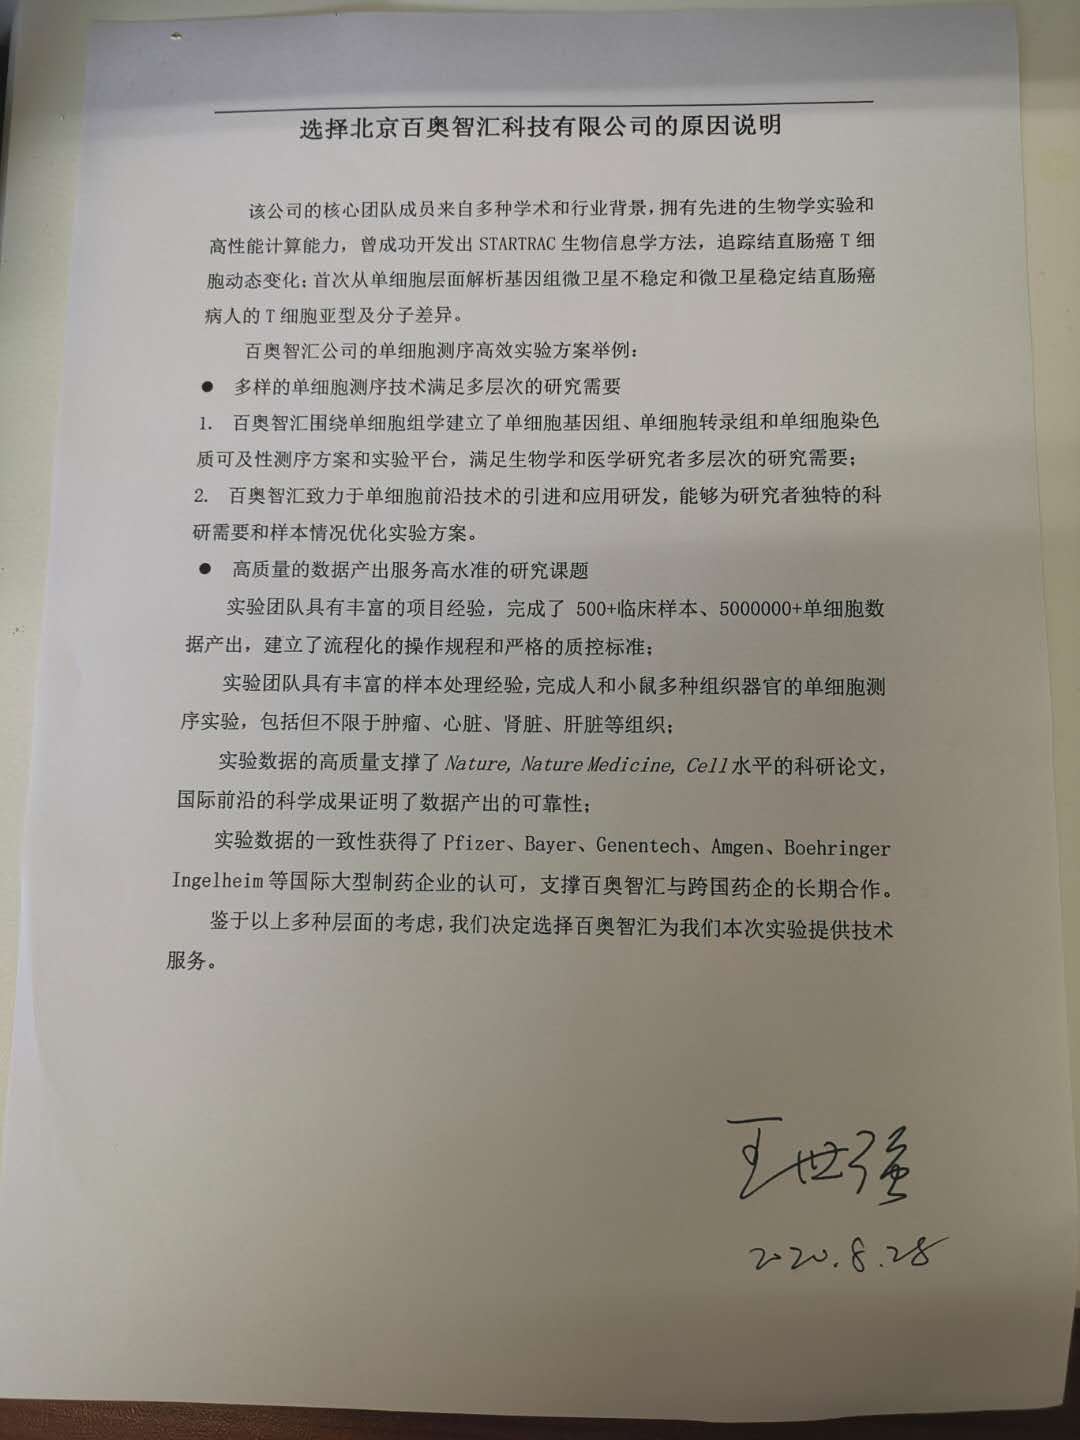 选择北京百奥智汇科技有限公司的原因说明
该公司的核心团队成员来自多种学术和行业背景，拥有先进的生物学实验和
高性能计算能力，曾成功开发出 STARTRAC 生物信息学方法，追踪结直肠癌 T 细
胞动态变化；首次从单细胞层面解析基因组微卫星不稳定和微卫星稳定结直肠癌
病人的 T 细胞亚型及分子差异。
百奥智汇公司的单细胞测序高效实验方案举例：
● 多样的单细胞测序技术满足多层次的研究需要
1. 百奥智汇围绕单细胞组学建立了单细胞基因组、单细胞转录组和单细胞染色
质可及性测序方案和实验平台，满足生物学和医学研究者多层次的研究需要；
2. 百奥智汇致力于单细胞前沿技术的引进和应用研发，能够为研究者独特的科
研需要和样本情况优化实验方案。
● 高质量的数据产出服务高水准的研究课题
实验团队具有丰富的项目经验，完成了 500+临床样本、5000000+单细胞数
据产出，建立了流程化的操作规程和严格的质控标准；
实验团队具有丰富的样本处理经验，完成人和小鼠多种组织器官的单细胞测
序实验，包括但不限于肿瘤、心脏、肾脏、肝脏等组织；
实验数据的高质量支撑了 Nature, Nature Medicine, Cell 水平的科研论文，
国际前沿的科学成果证明了数据产出的可靠性；
实验数据的一致性获得了 Pfizer、Bayer、Genentech、Amgen、Boehringer
Ingelheim 等国际大型制药企业的认可，支撑百奥智汇与跨国药企的长期合作。
鉴于以上多种层面的考虑，我们决定选择百奥智汇为我们本次实验提供技术
服务。
王世强
2020.8.28